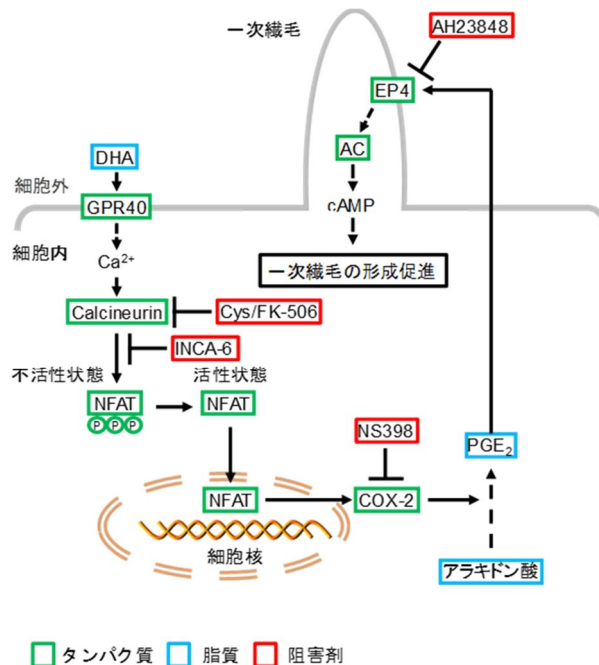 一次繊毛
AH23848
EP4
AC
cAMP
一次繊毛の形成促進
DHA
細胞外
GPR40
細胞内
Ca²⁺
Calcineurin
Cys/FK-506
INCA-6
不活性状態
活性状態
NFAT
P P P
NFAT
NS398
PGE₂
NFAT
COX-2
細胞核
アラキドン酸
タンパク質 脂質 阻害剤